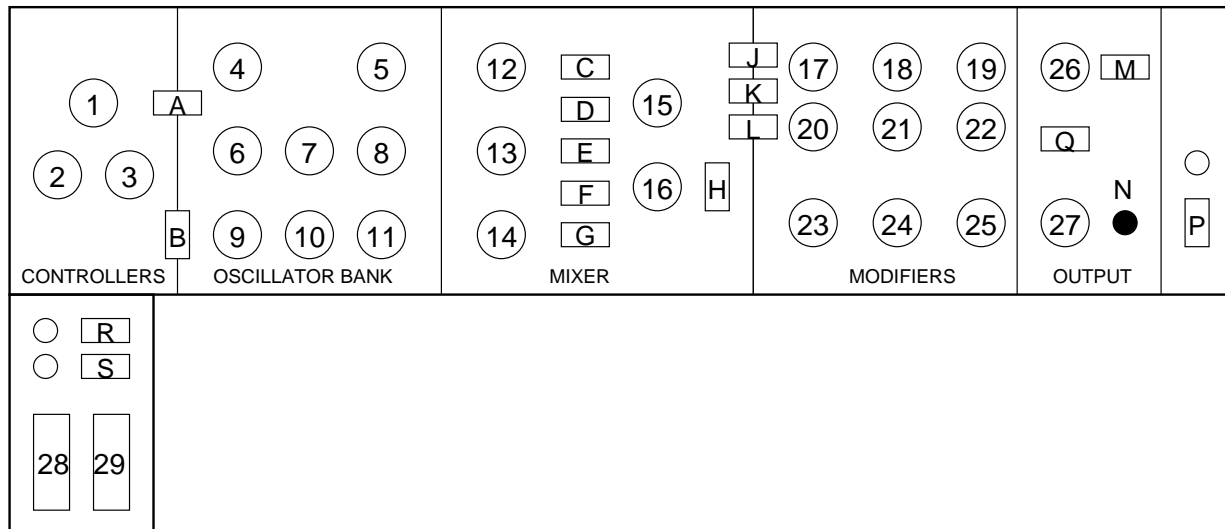 4 5 12 C J 17 18 19 26 M
1 A D 15 K
L 20 21 22 Q
6 7 8 13 E
2 3 F 16 H N
B 9 10 11 14 G 23 24 25 27 P
CONTROLLERS OSCILLATOR BANK MIXER MODIFIERS OUTPUT
R
S
28 29